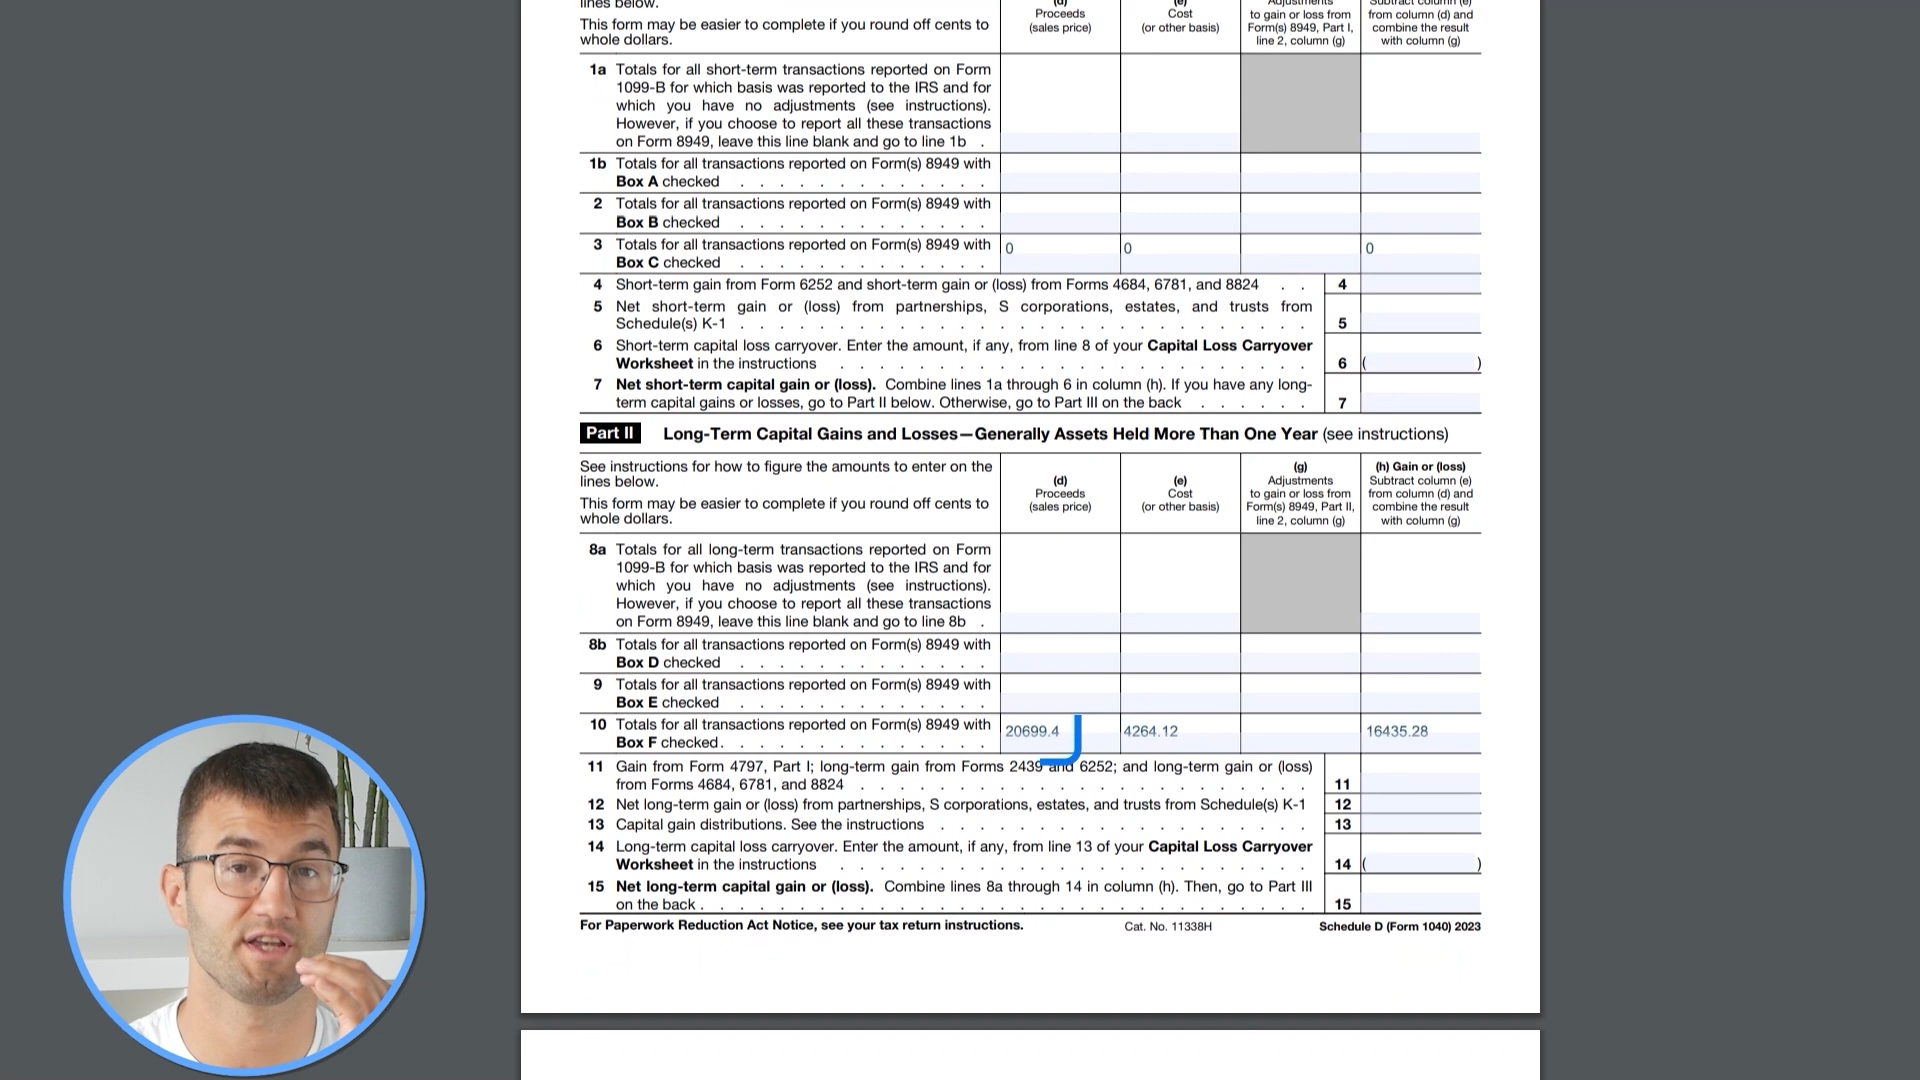 lines below.
This form may be easier to complete if you round off cents to
whole dollars.
(d)
Proceeds
(sales price)
(e)
Cost
(or other basis)
Adjustments
to gain or loss from
Form(s) 8949, Part I,
line 2, column (g)
Subtract column (e)
from column (d) and
combine the result
with column (g)
1a Totals for all short-term transactions reported on Form
1099-B for which basis was reported to the IRS and for
which you have no adjustments (see instructions).
However, if you choose to report all these transactions
on Form 8949, leave this line blank and go to line 1b .
1b Totals for all transactions reported on Form(s) 8949 with
Box A checked . . . . . . . . . . . . .
2 Totals for all transactions reported on Form(s) 8949 with
Box B checked . . . . . . . . . . . . .
3 Totals for all transactions reported on Form(s) 8949 with 0 0 0
Box C checked . . . . . . . . . . . . .
4 Short-term gain from Form 6252 and short-term gain or (loss) from Forms 4684, 6781, and 8824 . . 4
5 Net short-term gain or (loss) from partnerships, S corporations, estates, and trusts from
Schedule(s) K-1 . . . . . . . . . . . . . . . . . . . . . . . . . . . . . 5
6 Short-term capital loss carryover. Enter the amount, if any, from line 8 of your Capital Loss Carryover
Worksheet in the instructions . . . . . . . . . . . . . . . . . . . . . . . . 6 ( )
7 Net short-term capital gain or (loss). Combine lines 1a through 6 in column (h). If you have any long-
term capital gains or losses, go to Part II below. Otherwise, go to Part III on the back . . . . . . 7
Part II Long-Term Capital Gains and Losses—Generally Assets Held More Than One Year (see instructions)
See instructions for how to figure the amounts to enter on the
lines below.
This form may be easier to complete if you round off cents to
whole dollars.
(d)
Proceeds
(sales price)
(e)
Cost
(or other basis)
(g)
Adjustments
to gain or loss from
Form(s) 8949, Part II,
line 2, column (g)
(h) Gain or (loss)
Subtract column (e)
from column (d) and
combine the result
with column (g)
8a Totals for all long-term transactions reported on Form
1099-B for which basis was reported to the IRS and for
which you have no adjustments (see instructions).
However, if you choose to report all these transactions
on Form 8949, leave this line blank and go to line 8b .
8b Totals for all transactions reported on Form(s) 8949 with
Box D checked . . . . . . . . . . . . .
9 Totals for all transactions reported on Form(s) 8949 with
Box E checked . . . . . . . . . . . . .
10 Totals for all transactions reported on Form(s) 8949 with 20699.4 4264.12 16435.28
Box F checked. . . . . . . . . . . . . .
11 Gain from Form 4797, Part I; long-term gain from Forms 2439 and 6252; and long-term gain or (loss)
from Forms 4684, 6781, and 8824 . . . . . . . . . . . . . . . . . . . . . . . 11
12 Net long-term gain or (loss) from partnerships, S corporations, estates, and trusts from Schedule(s) K-1 12
13 Capital gain distributions. See the instructions . . . . . . . . . . . . . . . . . . . 13
14 Long-term capital loss carryover. Enter the amount, if any, from line 13 of your Capital Loss Carryover
Worksheet in the instructions . . . . . . . . . . . . . . . . . . . . . . . . 14 ( )
15 Net long-term capital gain or (loss). Combine lines 8a through 14 in column (h). Then, go to Part III
on the back . . . . . . . . . . . . . . . . . . . . . . . . . . . . . . . 15
For Paperwork Reduction Act Notice, see your tax return instructions. Cat. No. 11338H Schedule D (Form 1040) 2023